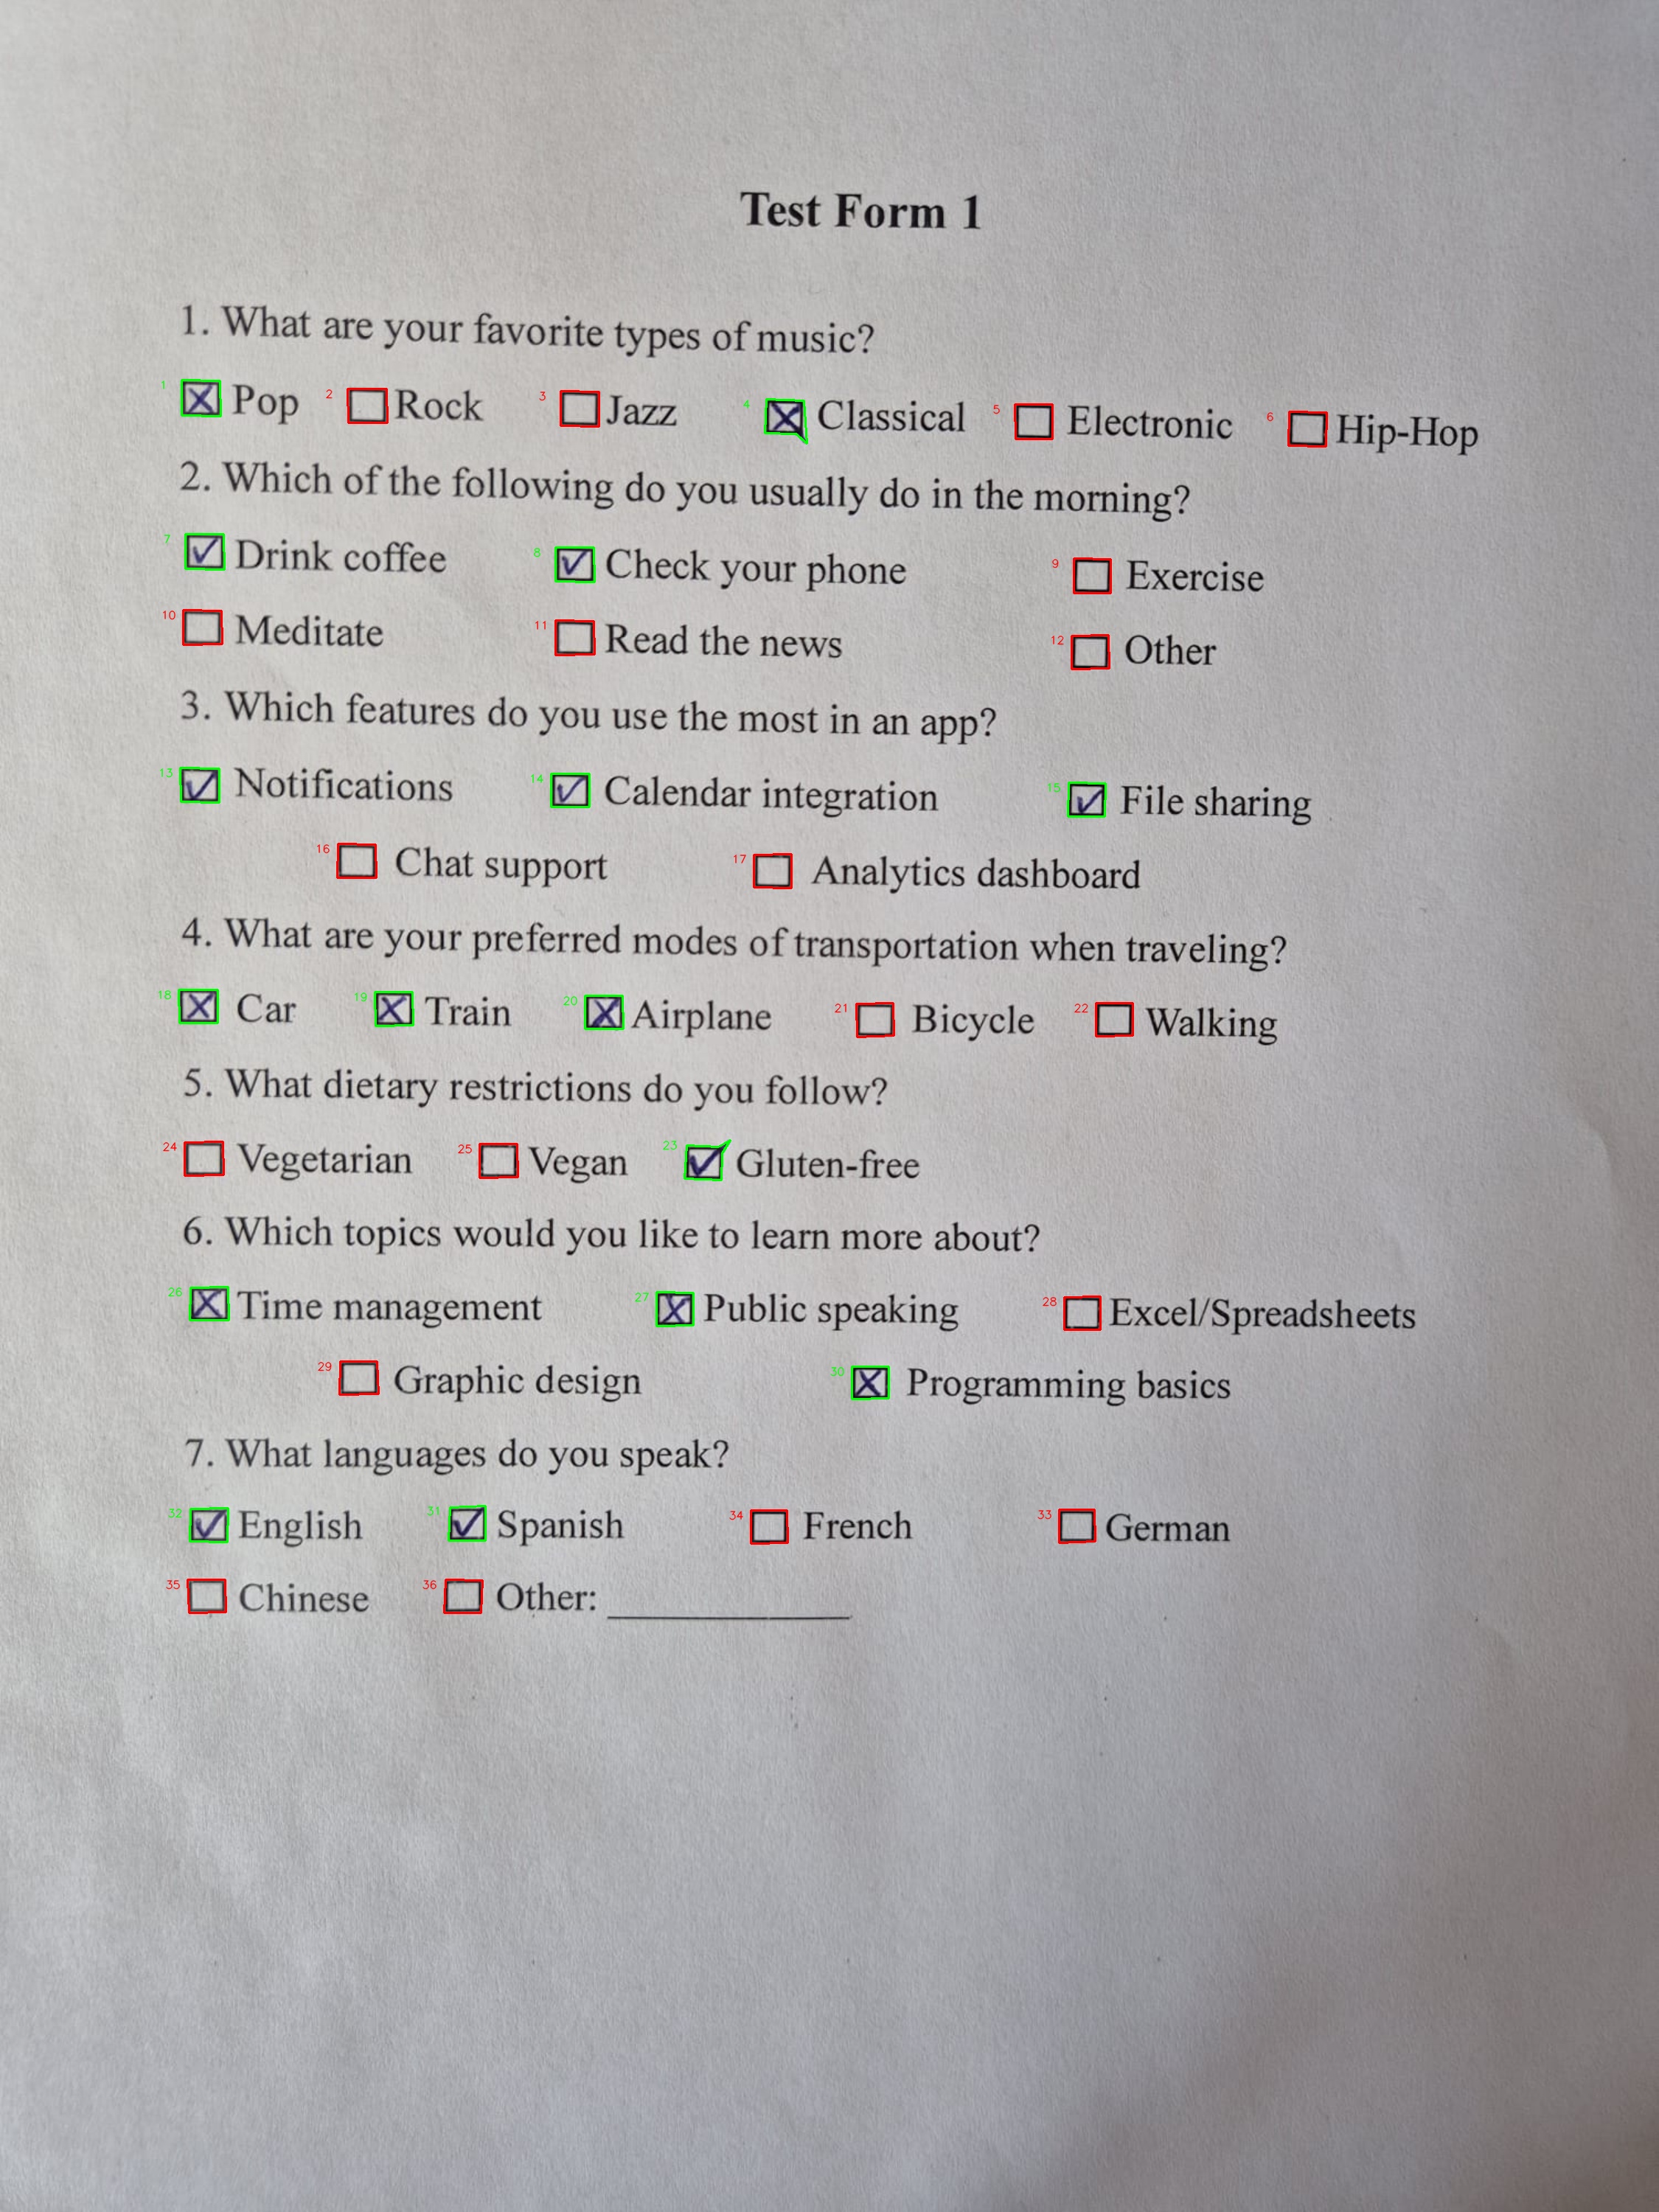 Test Form 1
1. What are your favorite types of music?
1 Pop 2 Rock 3 Jazz 4 Classical 5 Electronic 6 Hip-Hop
2. Which of the following do you usually do in the morning?
7 Drink coffee 8 Check your phone 9 Exercise
10 Meditate 11 Read the news 12 Other
3. Which features do you use the most in an app?
13 Notifications 14 Calendar integration 15 File sharing
16 Chat support 17 Analytics dashboard
4. What are your preferred modes of transportation when traveling?
18 Car 19 Train 20 Airplane 21 Bicycle 22 Walking
5. What dietary restrictions do you follow?
24 Vegetarian 25 Vegan 23 Gluten-free
6. Which topics would you like to learn more about?
26 Time management 27 Public speaking 28 Excel/Spreadsheets
29 Graphic design 30 Programming basics
7. What languages do you speak?
32 English 31 Spanish 34 French 33 German
35 Chinese 36 Other: ____________